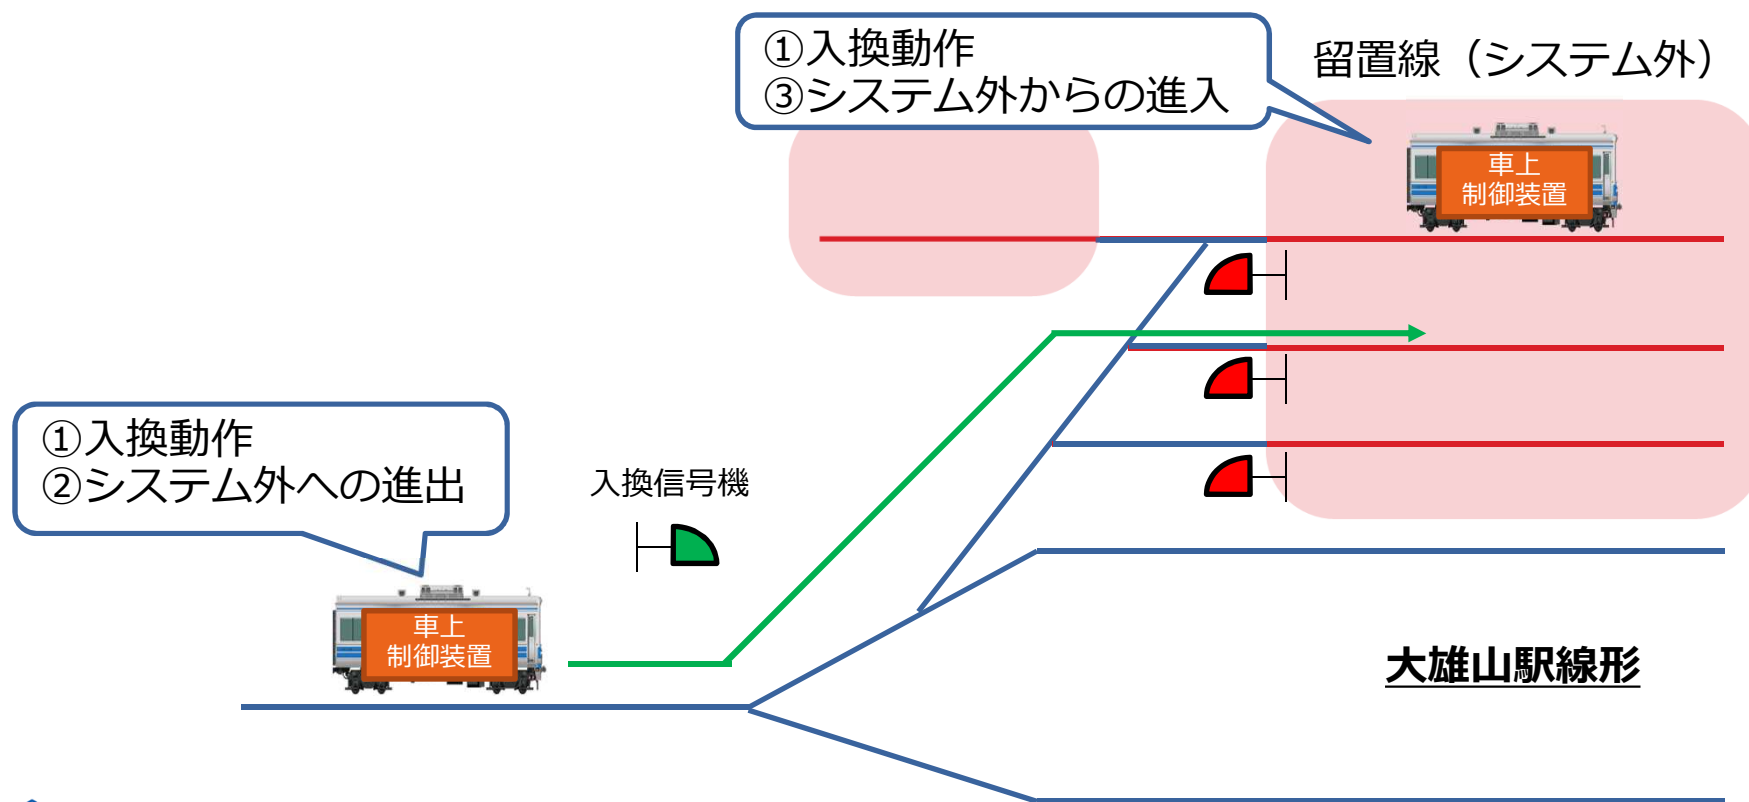 ①入換動作
③システム外からの進入
留置線（システム外）
車上
制御装置
①入換動作
②システム外への進出
入換信号機
車上
制御装置
大雄山駅線形